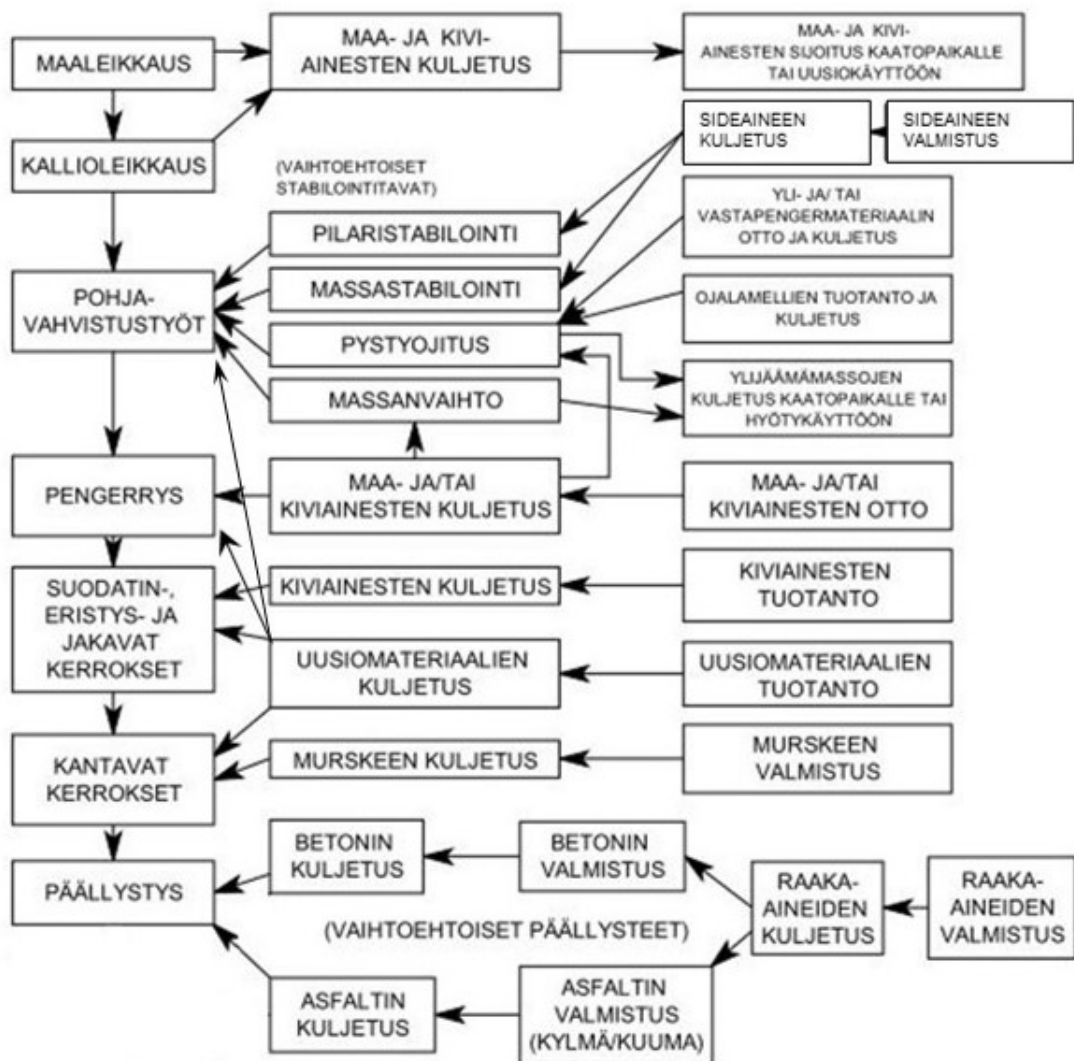 MAALEIKKAUS
MAA- JA KIVI-
AINESTEN KULJETUS
MAA- JA KIVI-
AINESTEN SIJOITUS KAATOPAIKALLE
TAI UUSIOKÄYTTÖÖN
KALLIOLEIKKAUS
SIDEAINEEN
KULJETUS
SIDEAINEEN
VALMISTUS
(VAIHTOEHTOISET
STABILOINTITAVAT)
PILARISTABILOINTI
YLI- JA/ TAI
VASTAPENGERMATERIAALIN
OTTO JA KULJETUS
POHJA-
VAHVISTUSTYÖT
MASSASTABILOINTI
OJALAMELLIEN TUOTANTO JA
KULJETUS
PYSTYOJITUS
MASSANVAIHTO
YLIJÄÄMÄMASSOJEN
KULJETUS KAATOPAIKALLE TAI
HYÖTYKÄYTTÖÖN
PENGERRYS
MAA- JA/TAI
KIVIAINESTEN KULJETUS
MAA- JA/TAI
KIVIAINESTEN OTTO
SUODATIN-,
ERISTYS- JA
JAKAVAT
KERROKSET
KIVIAINESTEN KULJETUS
KIVIAINESTEN
TUOTANTO
UUSIOMATERIAALIEN
KULJETUS
UUSIOMATERIAALIEN
TUOTANTO
KANTAVAT
KERROKSET
MURSKEEN KULJETUS
MURSKEEN
VALMISTUS
PÄÄLLYSTYS
BETONIN
KULJETUS
BETONIN
VALMISTUS
RAAKA-
AINEIDEN
KULJETUS
RAAKA-
AINEIDEN
VALMISTUS
(VAIHTOEHTOISET PÄÄLLYSTEET)
ASFALTIN
KULJETUS
ASFALTIN
VALMISTUS
(KYLMÄ/KUUMA)